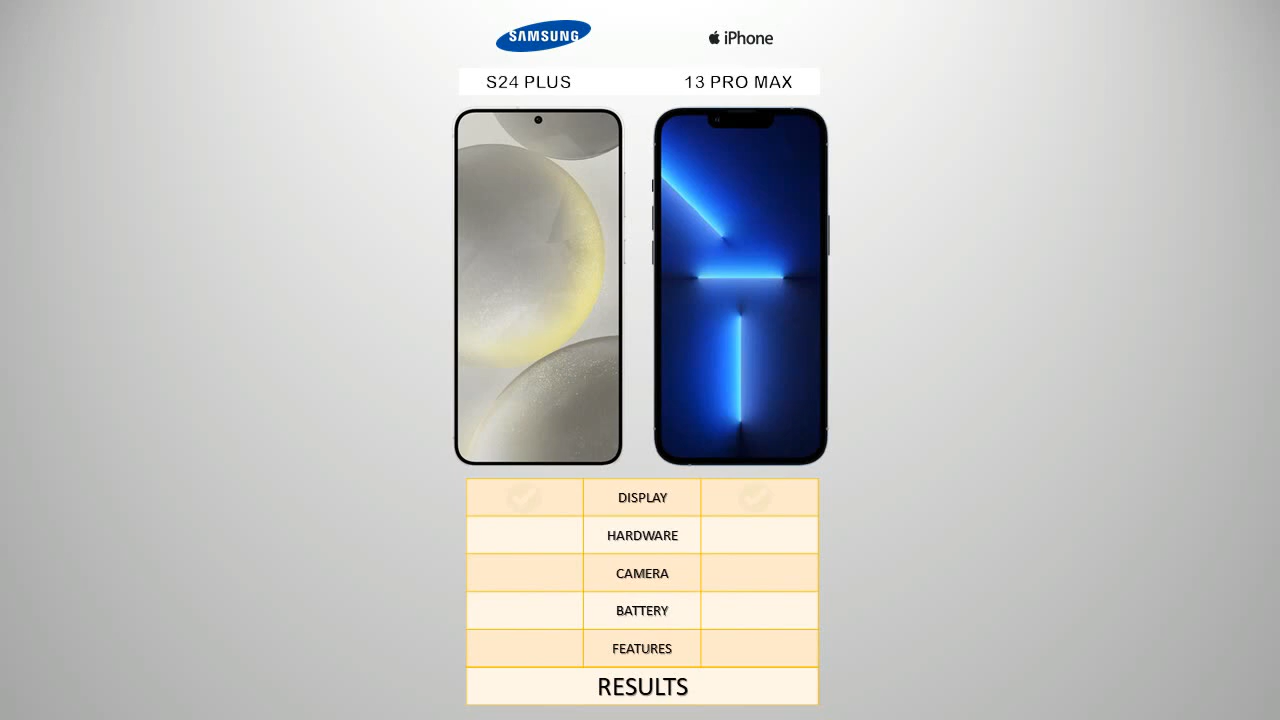 SAMSUNG
iPhone
S24 PLUS
13 PRO MAX
DISPLAY
HARDWARE
CAMERA
BATTERY
FEATURES
RESULTS